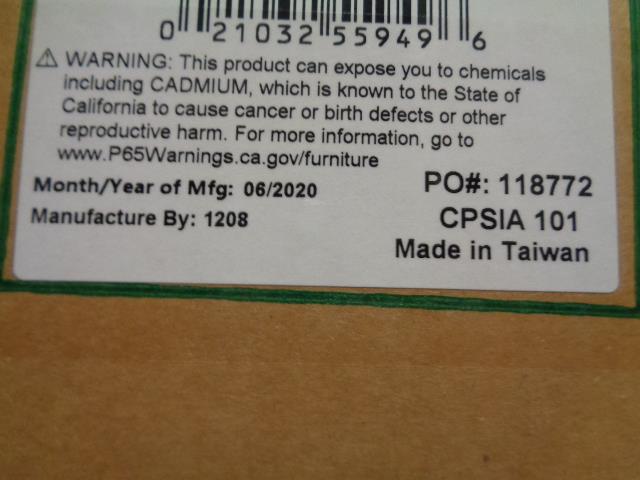 0 21032 55949 6
⚠ WARNING: This product can expose you to chemicals
including CADMIUM, which is known to the State of
California to cause cancer or birth defects or other
reproductive harm. For more information, go to
www.P65Warnings.ca.gov/furniture
Month/Year of Mfg: 06/2020
Manufacture By: 1208
PO#: 118772
CPSIA 101
Made in Taiwan